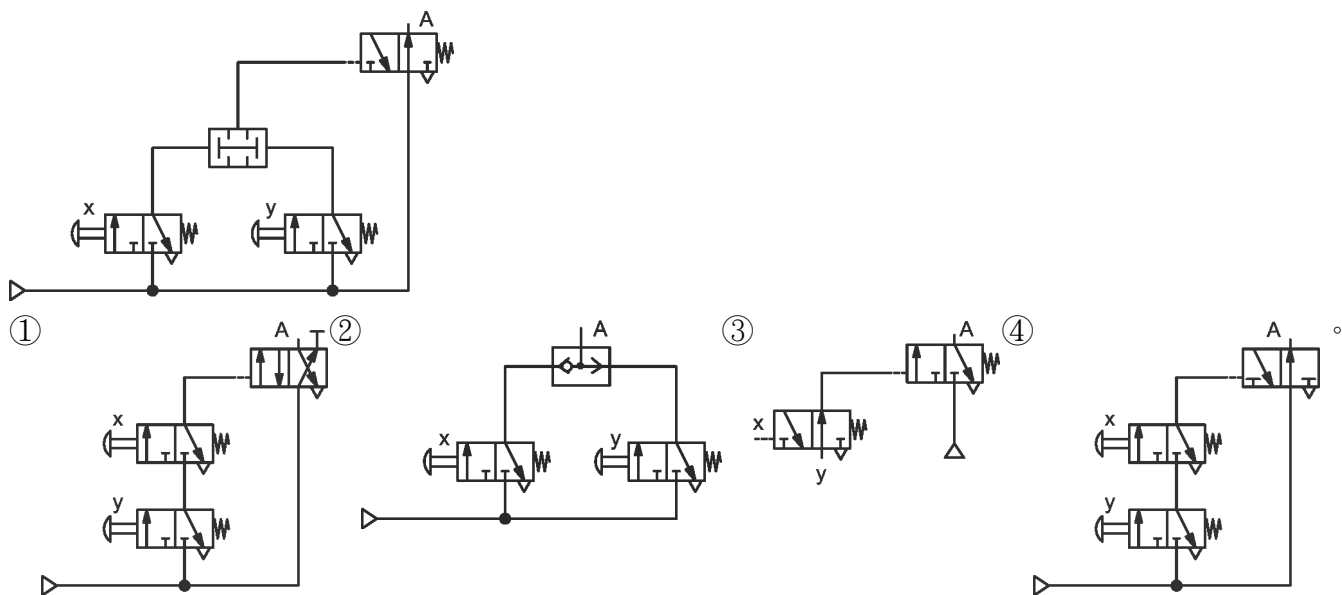 A
x y
① A ② A ③ A ④ A 。
x x y x x
y y y